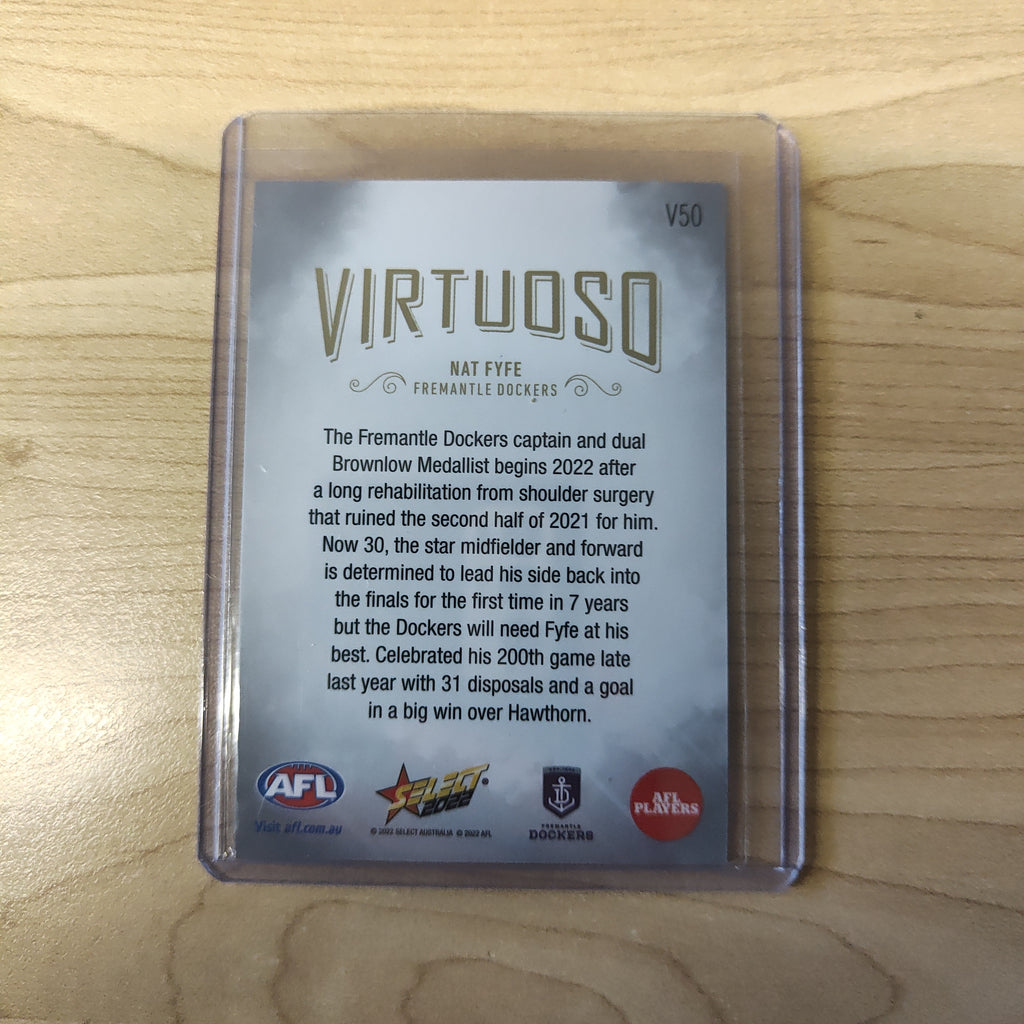 V50
VIRTUOSO
NAT FYFE
FREMANTLE DOCKERS
The Fremantle Dockers captain and dual
Brownlow Medallist begins 2022 after
a long rehabilitation from shoulder surgery
that ruined the second half of 2021 for him.
Now 30, the star midfielder and forward
is determined to lead his side back into
the finals for the first time in 7 years
but the Dockers will need Fyfe at his
best. Celebrated his 200th game late
last year with 31 disposals and a goal
in a big win over Hawthorn.
AFL
Visit afl.com.au
SELECT
2022
© 2022 SELECT AUSTRALIA © 2022 AFL
FREMANTLE
DOCKERS
AFL
PLAYERS